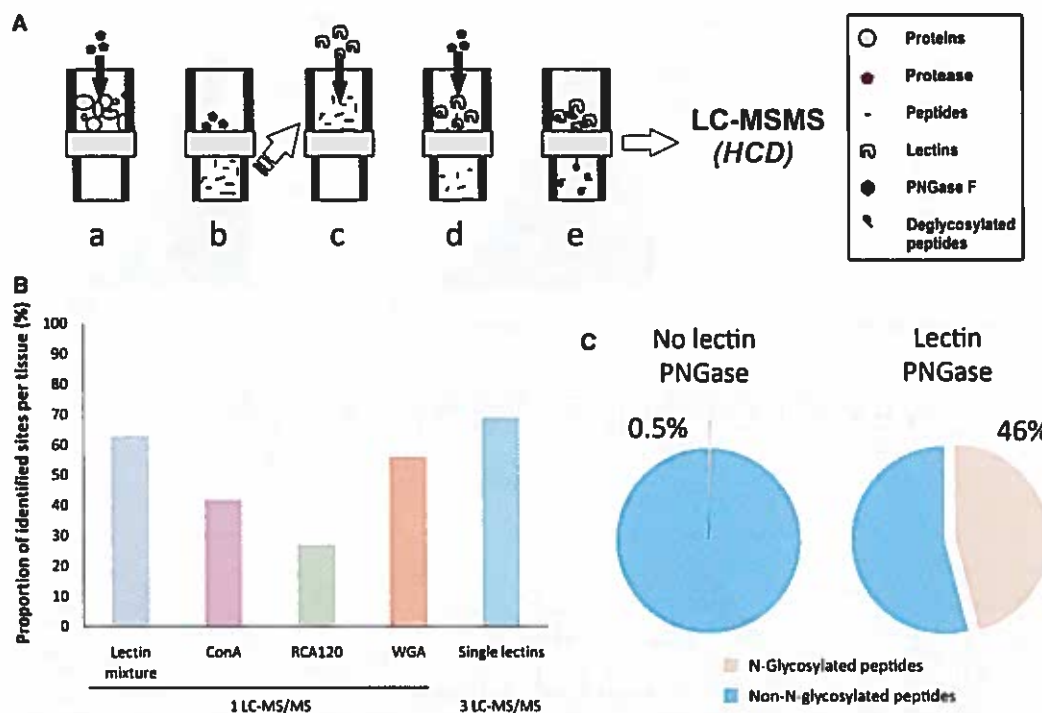 A
a
b
c
d
e
LC-MSMS
(HCD)
Proteins
Protease
Peptides
Lectins
PNGase F
Deglycosylated
peptides
B
Proportion of identified sites per tissue (%)
100
90
80
70
60
50
40
30
20
10
0
Lectin
mixture
ConA
RCA120
WGA
Single lectins
1 LC-MS/MS
3 LC-MS/MS
C
No lectin
PNGase
Lectin
PNGase
0.5%
46%
N-Glycosylated peptides
Non-N-glycosylated peptides